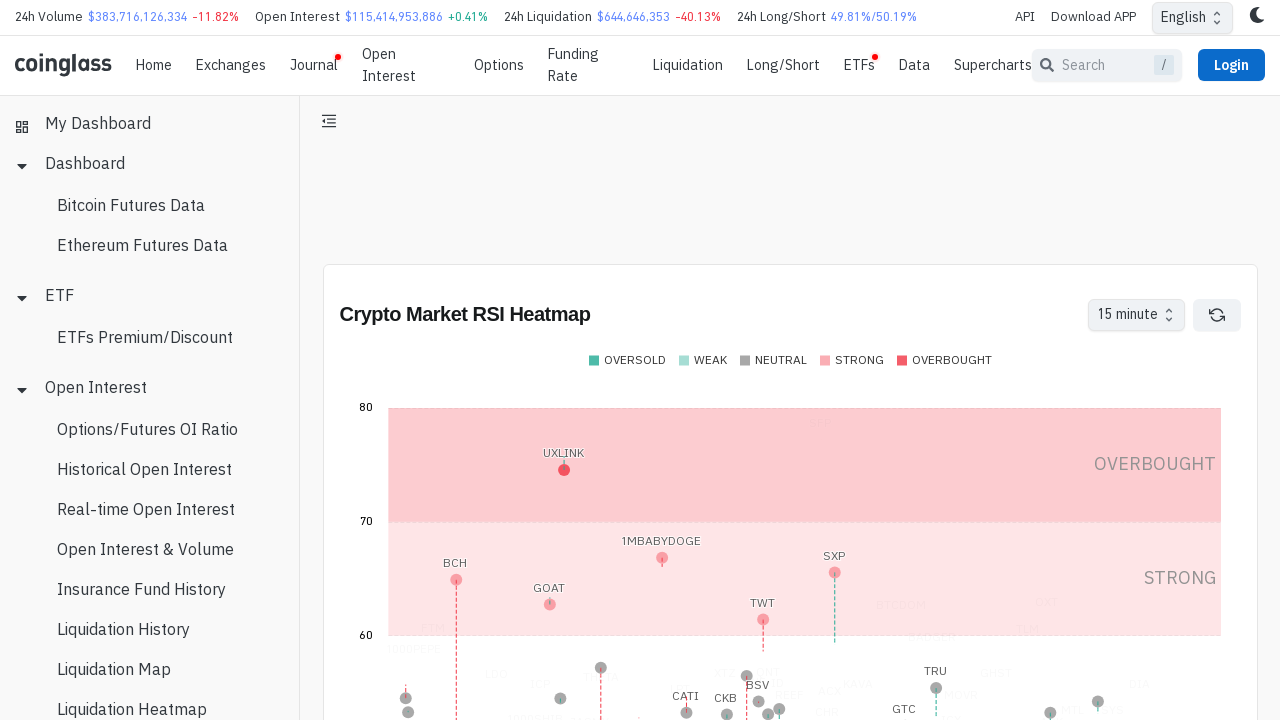 24h Volume $383,716,126,334 -11.82% Open Interest $115,414,953,886 +0.41% 24h Liquidation $644,646,353 -40.13% 24h Long/Short 49.81%/50.19% API Download APP English
coinglass Home Exchanges Journal Open Interest Options Funding Rate Liquidation Long/Short ETFs Data Supercharts Search / Login
My Dashboard
Dashboard
Bitcoin Futures Data
Ethereum Futures Data
ETF
ETFs Premium/Discount
Open Interest
Options/Futures OI Ratio
Historical Open Interest
Real-time Open Interest
Open Interest & Volume
Insurance Fund History
Liquidation History
Liquidation Map
Liquidation Heatmap
Crypto Market RSI Heatmap 15 minute
OVERSOLD WEAK NEUTRAL STRONG OVERBOUGHT
80
UXLINK
OVERBOUGHT
70
1MBABYDOGE
SXP
BCH
STRONG
GOAT
TWT
60
TRU
BSV
CATI
CKB
GTC